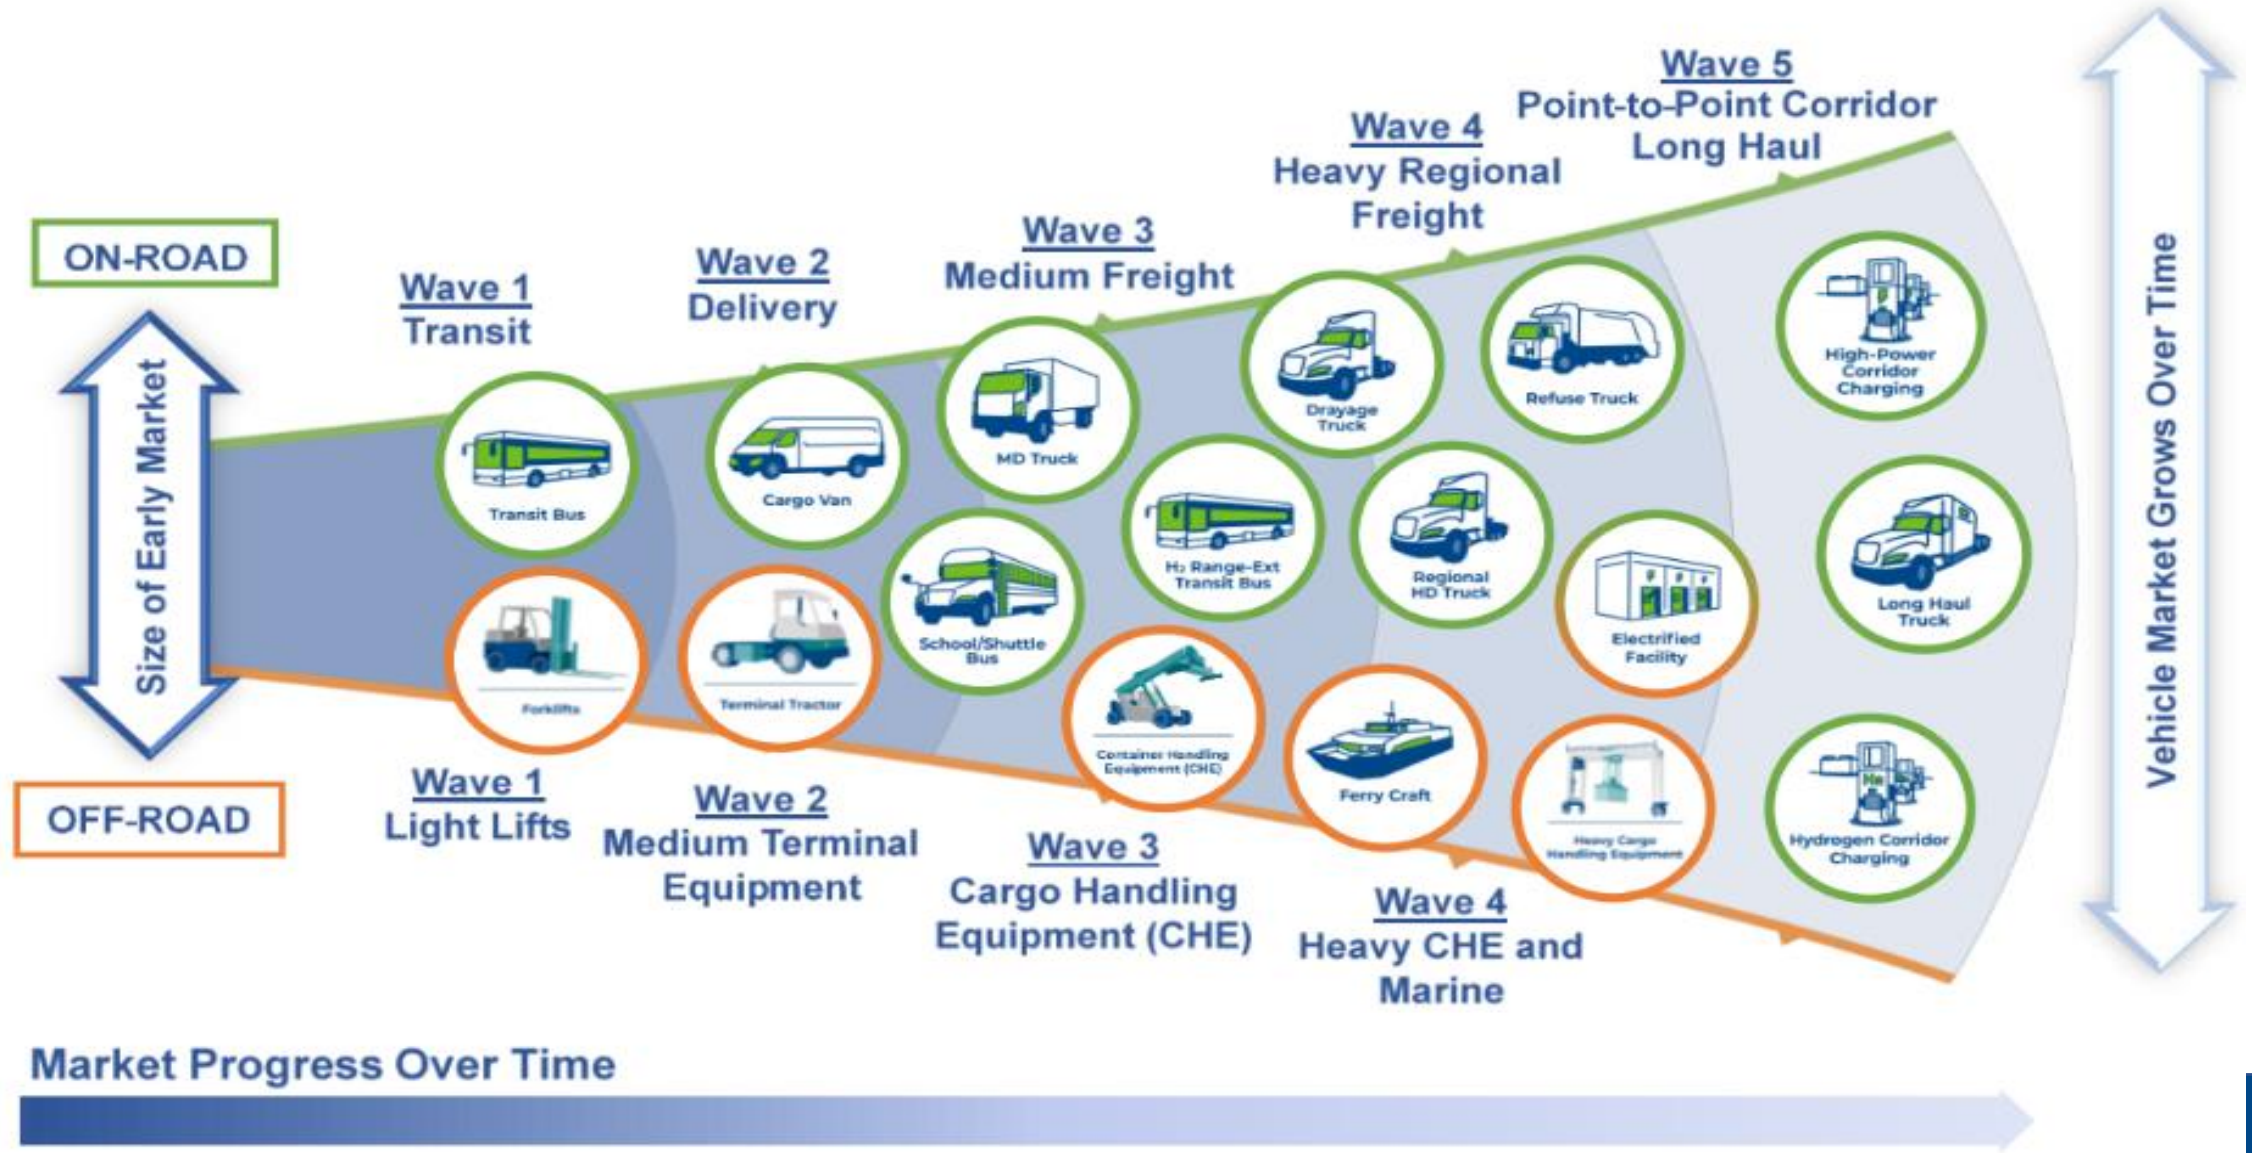 Wave 5
Point-to-Point Corridor
Long Haul
Wave 4
Heavy Regional
Freight
Wave 3
Medium Freight
Wave 2
Delivery
Wave 1
Transit
ON-ROAD
Size of Early Market
OFF-ROAD
Vehicle Market Grows Over Time
Transit Bus
Forklifts
Cargo Van
Terminal Tractor
MD Truck
School/Shuttle
Bus
H₂ Range-Ext
Transit Bus
Container Handling
Equipment (CHE)
Drayage
Truck
Regional
HD Truck
Ferry Craft
Refuse Truck
Electrified
Facility
Heavy Cargo
Handling Equipment
High-Power
Corridor
Charging
Long Haul
Truck
Hydrogen Corridor
Charging
Wave 1
Light Lifts
Wave 2
Medium Terminal
Equipment
Wave 3
Cargo Handling
Equipment (CHE)
Wave 4
Heavy CHE and
Marine
Market Progress Over Time